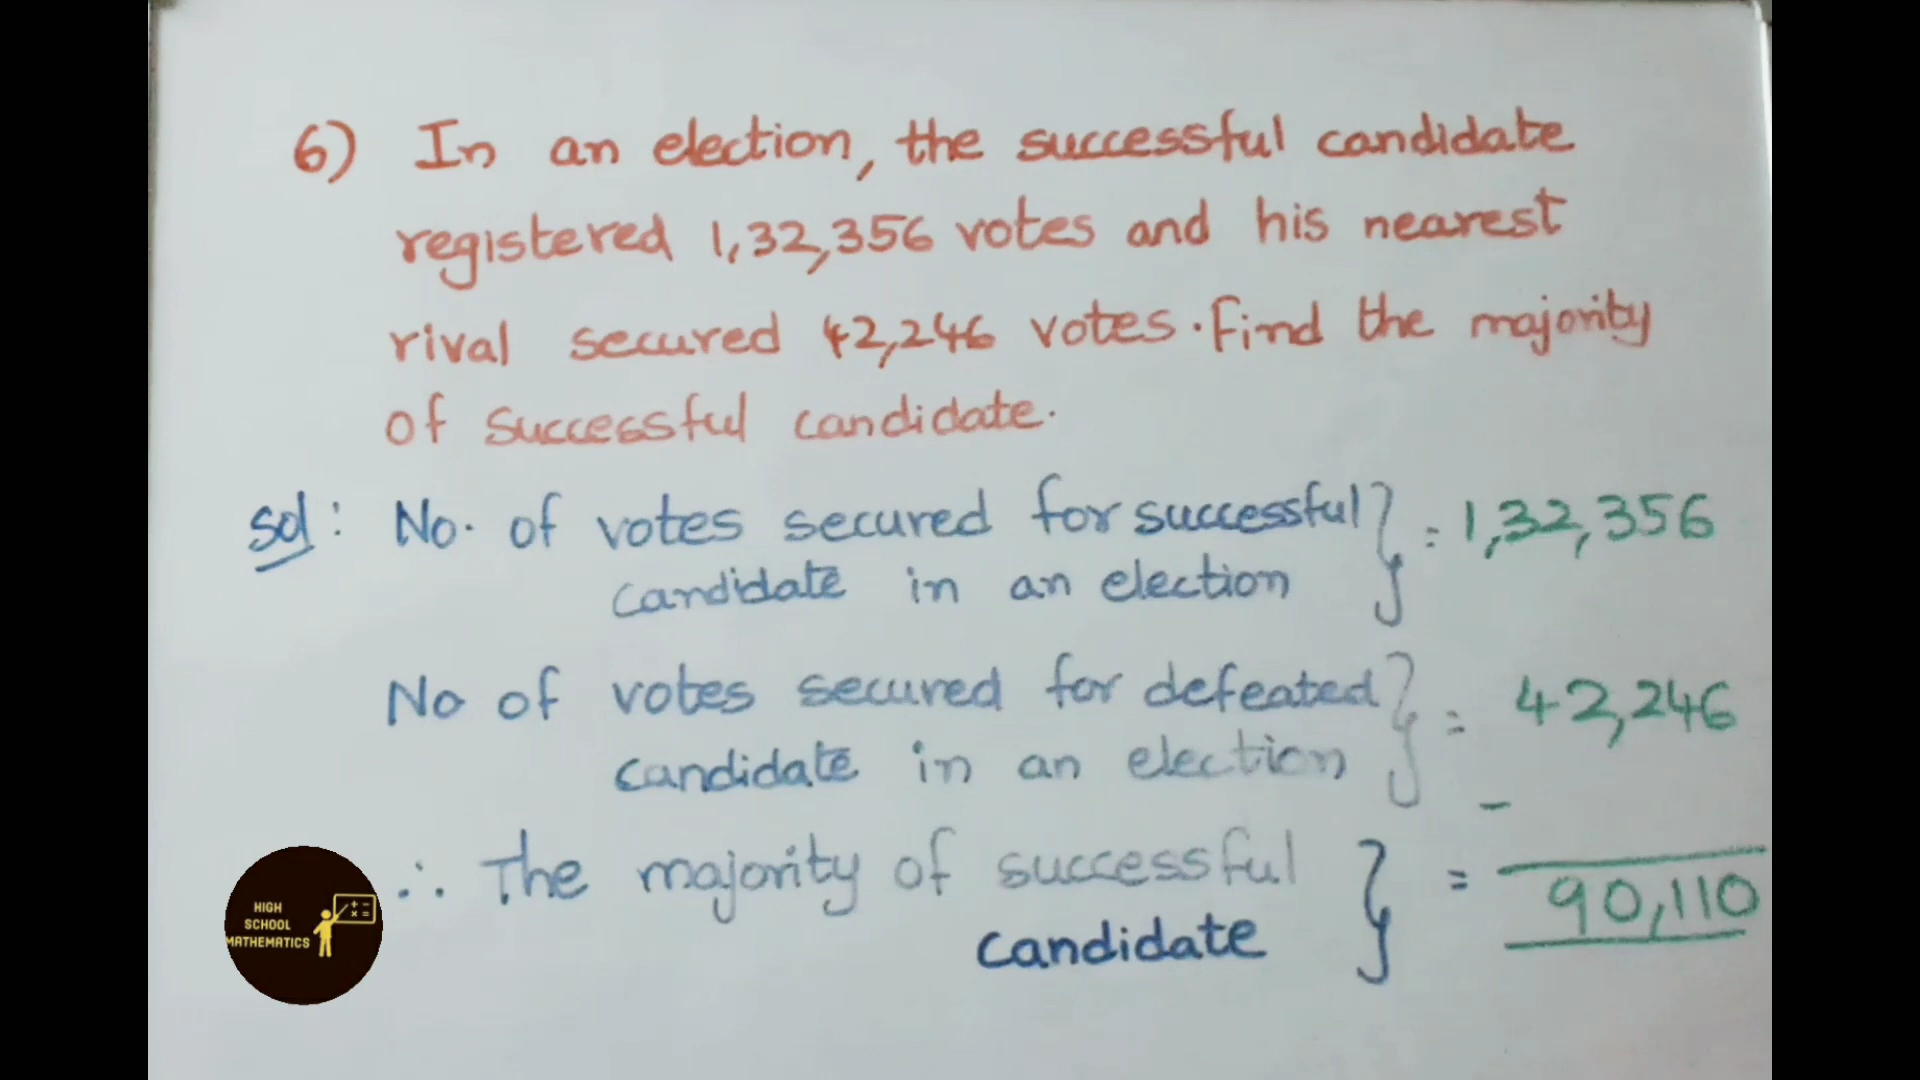 6) In an election, the successful candidate
registered 1,32,356 votes and his nearest
rival secured 42,246 votes. Find the majority
of successful candidate.
sol: No. of votes secured for successful } = 1,32,356
candidate in an election
No of votes secured for defeated } = 42,246
candidate in an election -
∴ The majority of successful } = 90,110
candidate
HIGH
SCHOOL
MATHEMATICS
+ -
× =